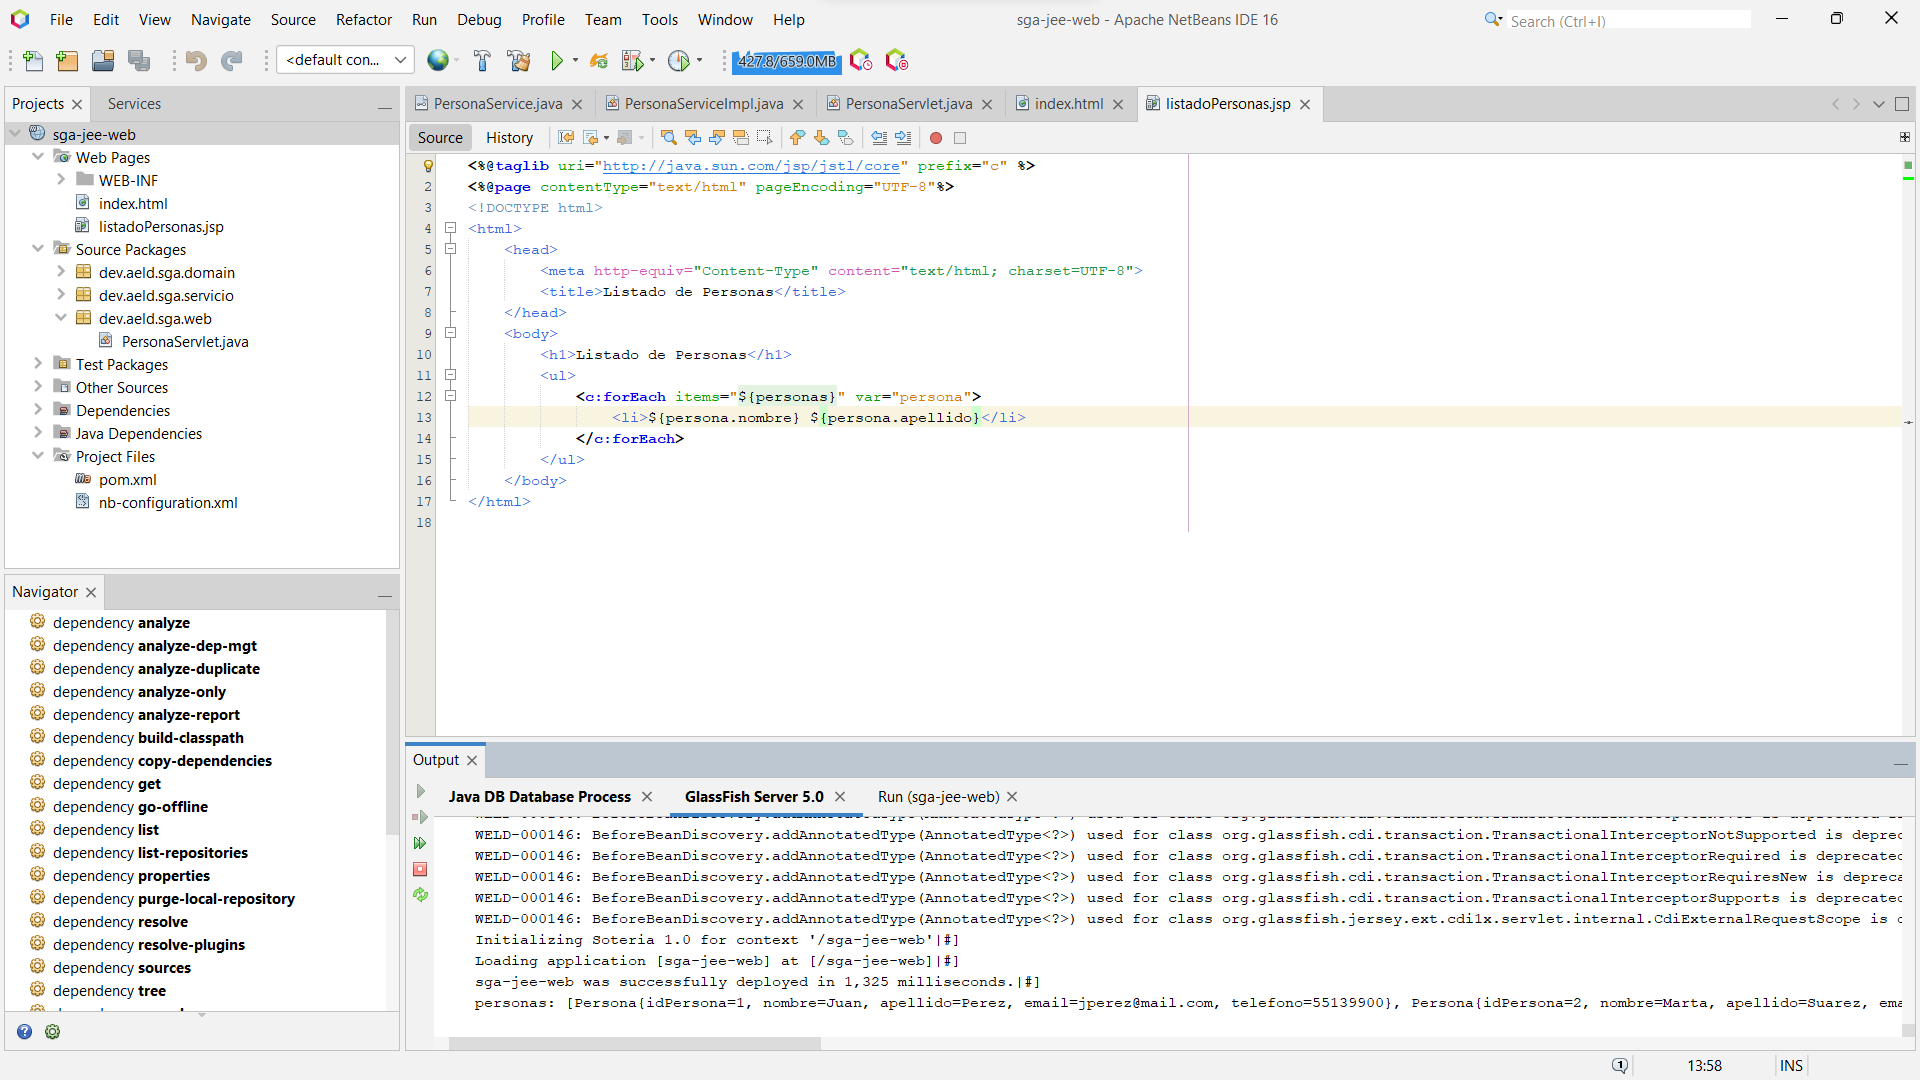 File Edit View Navigate Source Refactor Run Debug Profile Team Tools Window Help
sga-jee-web - Apache NetBeans IDE 16
Search (Ctrl+I)
<default con...
427.8/659.0MB
Projects
Services
PersonaService.java
PersonaServiceImpl.java
PersonaServlet.java
index.html
listadoPersonas.jsp
sga-jee-web
Web Pages
WEB-INF
index.html
listadoPersonas.jsp
Source Packages
dev.aeld.sga.domain
dev.aeld.sga.servicio
dev.aeld.sga.web
PersonaServlet.java
Test Packages
Other Sources
Dependencies
Java Dependencies
Project Files
pom.xml
nb-configuration.xml
Source History
<%@taglib uri="http://java.sun.com/jsp/jstl/core" prefix="c" %>
2 <%@page contentType="text/html" pageEncoding="UTF-8"%>
3 <!DOCTYPE html>
4 <html>
5 <head>
6 <meta http-equiv="Content-Type" content="text/html; charset=UTF-8">
7 <title>Listado de Personas</title>
8 </head>
9 <body>
10 <h1>Listado de Personas</h1>
11 <ul>
12 <c:forEach items="${personas}" var="persona">
13 <li>${persona.nombre} ${persona.apellido}</li>
14 </c:forEach>
15 </ul>
16 </body>
17 </html>
18
Navigator
dependency analyze
dependency analyze-dep-mgt
dependency analyze-duplicate
dependency analyze-only
dependency analyze-report
dependency build-classpath
dependency copy-dependencies
dependency get
dependency go-offline
dependency list
dependency list-repositories
dependency properties
dependency purge-local-repository
dependency resolve
dependency resolve-plugins
dependency sources
dependency tree
Output
Java DB Database Process
GlassFish Server 5.0
Run (sga-jee-web)
WELD-000146: BeforeBeanDiscovery.addAnnotatedType(AnnotatedType<?>) used for class org.glassfish.cdi.transaction.TransactionalInterceptorNotSupported is deprec
WELD-000146: BeforeBeanDiscovery.addAnnotatedType(AnnotatedType<?>) used for class org.glassfish.cdi.transaction.TransactionalInterceptorRequired is deprecated
WELD-000146: BeforeBeanDiscovery.addAnnotatedType(AnnotatedType<?>) used for class org.glassfish.cdi.transaction.TransactionalInterceptorRequiresNew is depreca
WELD-000146: BeforeBeanDiscovery.addAnnotatedType(AnnotatedType<?>) used for class org.glassfish.cdi.transaction.TransactionalInterceptorSupports is deprecated
WELD-000146: BeforeBeanDiscovery.addAnnotatedType(AnnotatedType<?>) used for class org.glassfish.jersey.ext.cdi1x.servlet.internal.CdiExternalRequestScope is
Initializing Soteria 1.0 for context '/sga-jee-web'|#]
Loading application [sga-jee-web] at [/sga-jee-web]|#]
sga-jee-web was successfully deployed in 1,325 milliseconds.|#]
personas: [Persona{idPersona=1, nombre=Juan, apellido=Perez, email=jperez@mail.com, telefono=55139900}, Persona{idPersona=2, nombre=Marta, apellido=Suarez, ema
1
13:58
INS